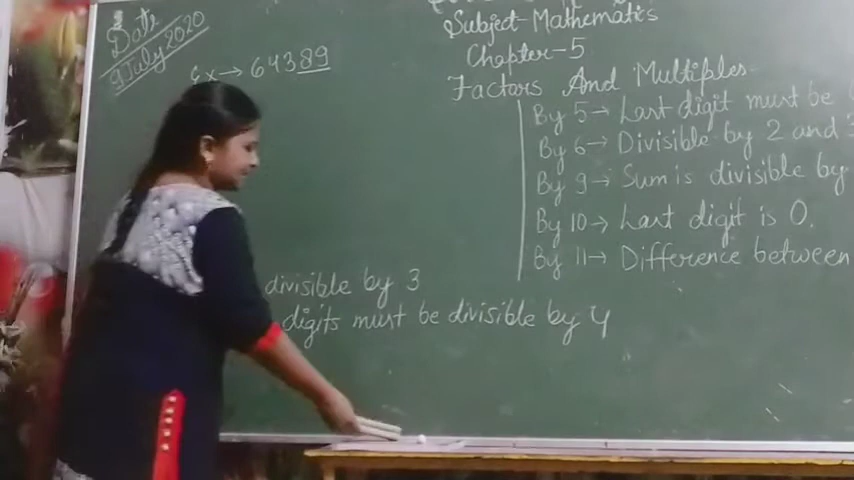 Date
9 July 2020
Ex → 64389
Subject-Mathematics
Chapter-5
Factors And Multiples
By 5 → Last digit must be
By 6 → Divisible by 2 and 3
By 9 → Sum is divisible by
By 10 → Last digit is 0.
By 11 → Difference between
divisible by 3
digits must be divisible by 4